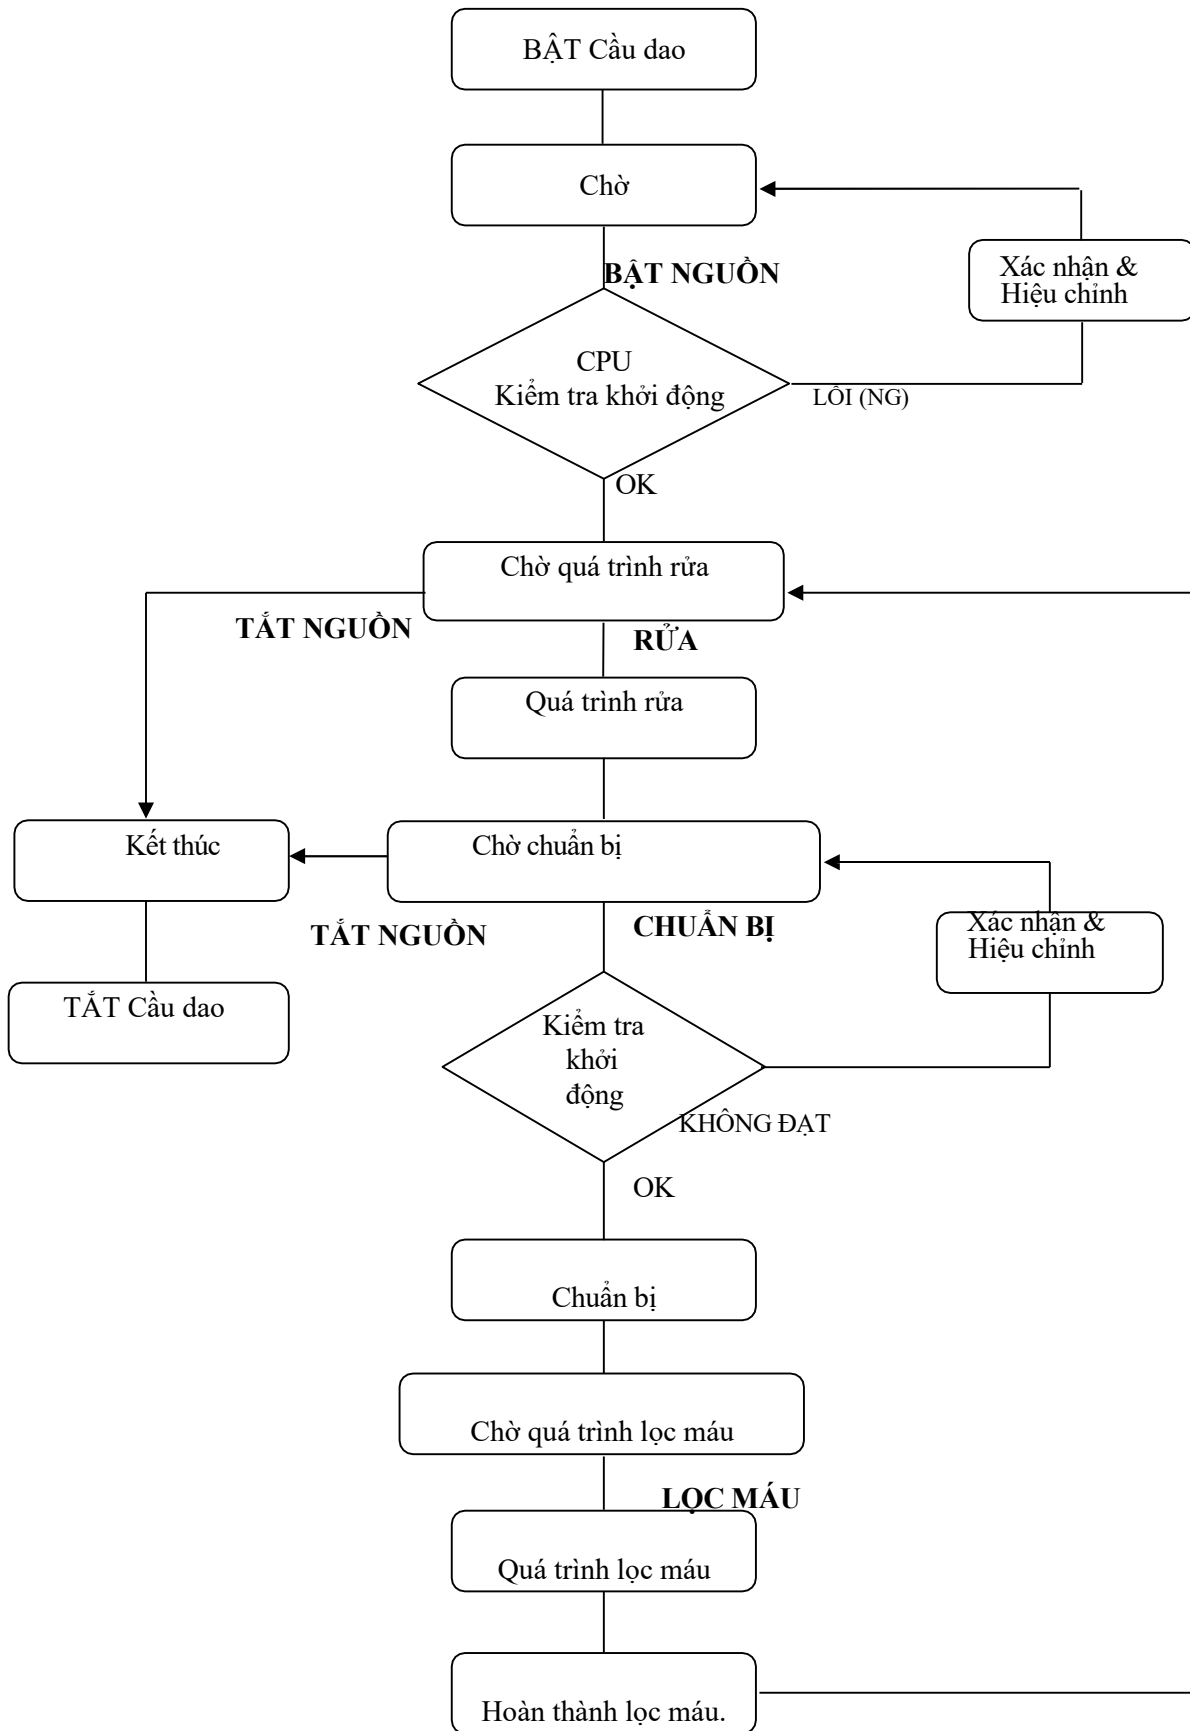 BẬT Cầu dao
Chờ
BẬT NGUỒN
Xác nhận &
Hiệu chỉnh
CPU
Kiểm tra khởi động
LỖI (NG)
OK
Chờ quá trình rửa
TẮT NGUỒN
RỬA
Quá trình rửa
Kết thúc
Chờ chuẩn bị
TẮT NGUỒN
CHUẨN BỊ
Xác nhận &
Hiệu chỉnh
TẮT Cầu dao
Kiểm tra
khởi
động
KHÔNG ĐẠT
OK
Chuẩn bị
Chờ quá trình lọc máu
LỌC MÁU
Quá trình lọc máu
Hoàn thành lọc máu.